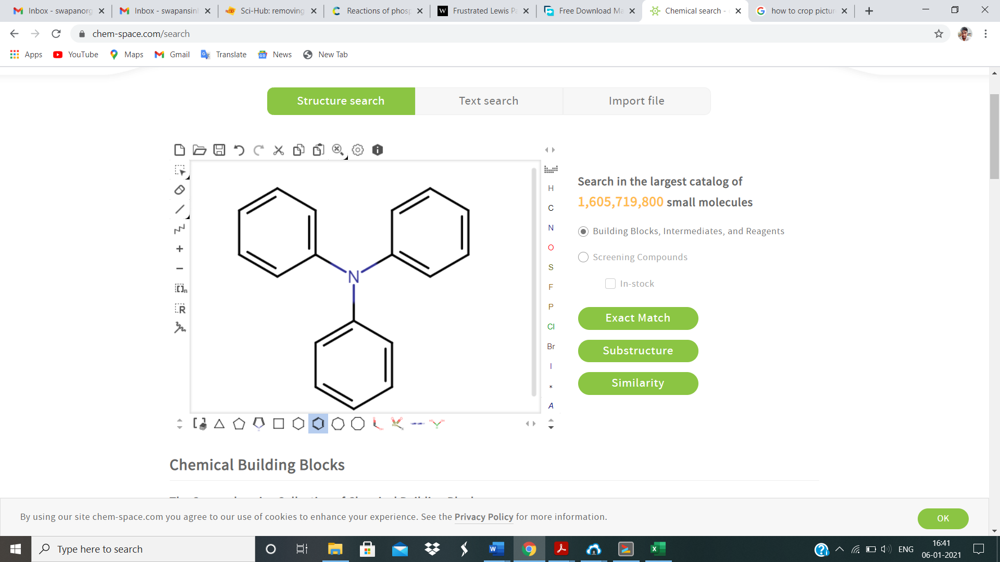 Inbox - swapanorg
Inbox - swapansinl
Sci-Hub: removing
Reactions of phosp
W Frustrated Lewis Pa
Free Download Ma
Chemical search -
how to crop pictur
chem-space.com/search
Apps YouTube Maps Gmail Translate News New Tab
Structure search Text search Import file
H
C
N
O
S
F
P
Cl
Br
I
*
A
R
N
Search in the largest catalog of
1,605,719,800 small molecules
Building Blocks, Intermediates, and Reagents
Screening Compounds
In-stock
Exact Match
Substructure
Similarity
Chemical Building Blocks
By using our site chem-space.com you agree to our use of cookies to enhance your experience. See the Privacy Policy for more information.
OK
Type here to search
ENG
16:41
06-01-2021